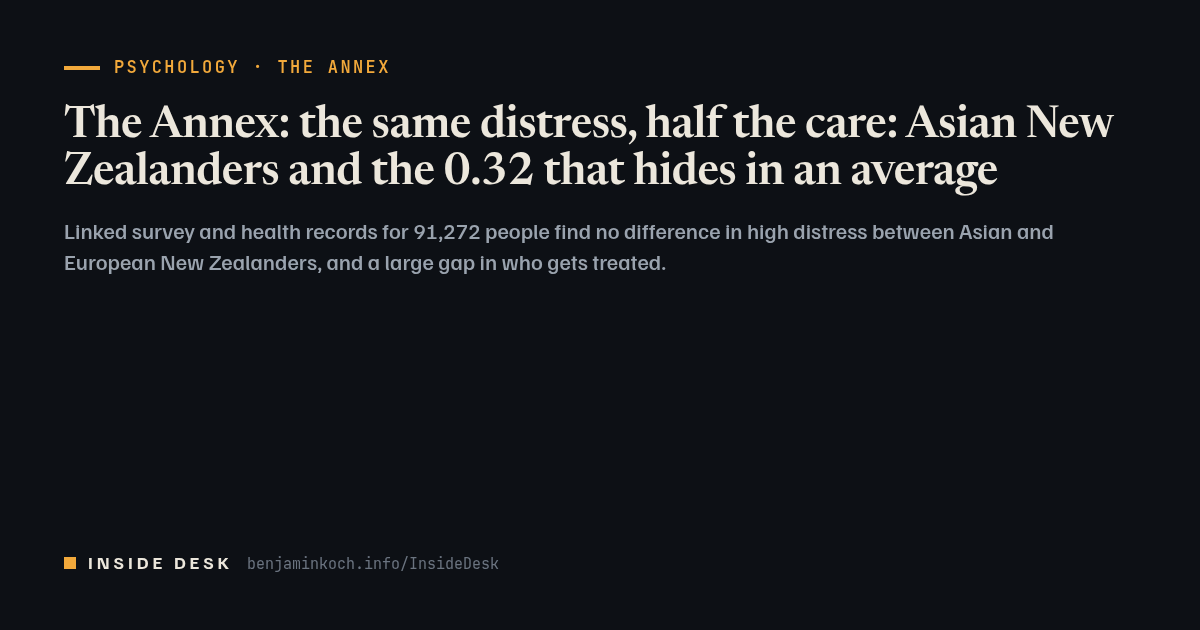 PSYCHOLOGY · THE ANNEX
The Annex: the same distress, half the care: Asian New
Zealanders and the 0.32 that hides in an average
Linked survey and health records for 91,272 people find no difference in high distress between Asian and
European New Zealanders, and a large gap in who gets treated.
INSIDE DESK benjaminkoch.info/InsideDesk